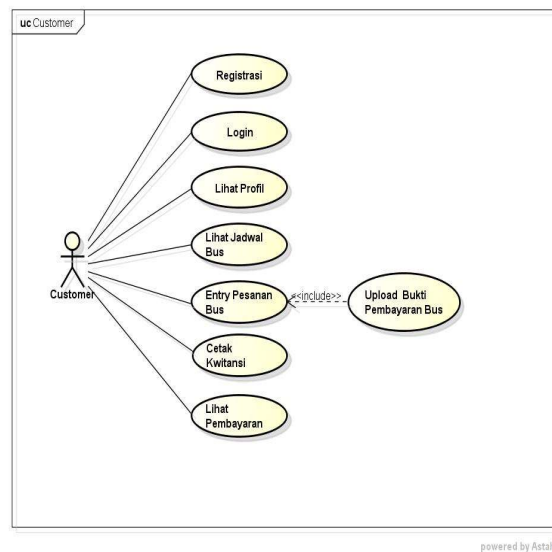 uc Customer
Registrasi
Login
Lihat Profil
Lihat Jadwal
Bus
Customer
Entry Pesanan
Bus
<<include>>
Upload Bukti
Pembayaran Bus
Cetak
Kwitansi
Lihat
Pembayaran
powered by Asta